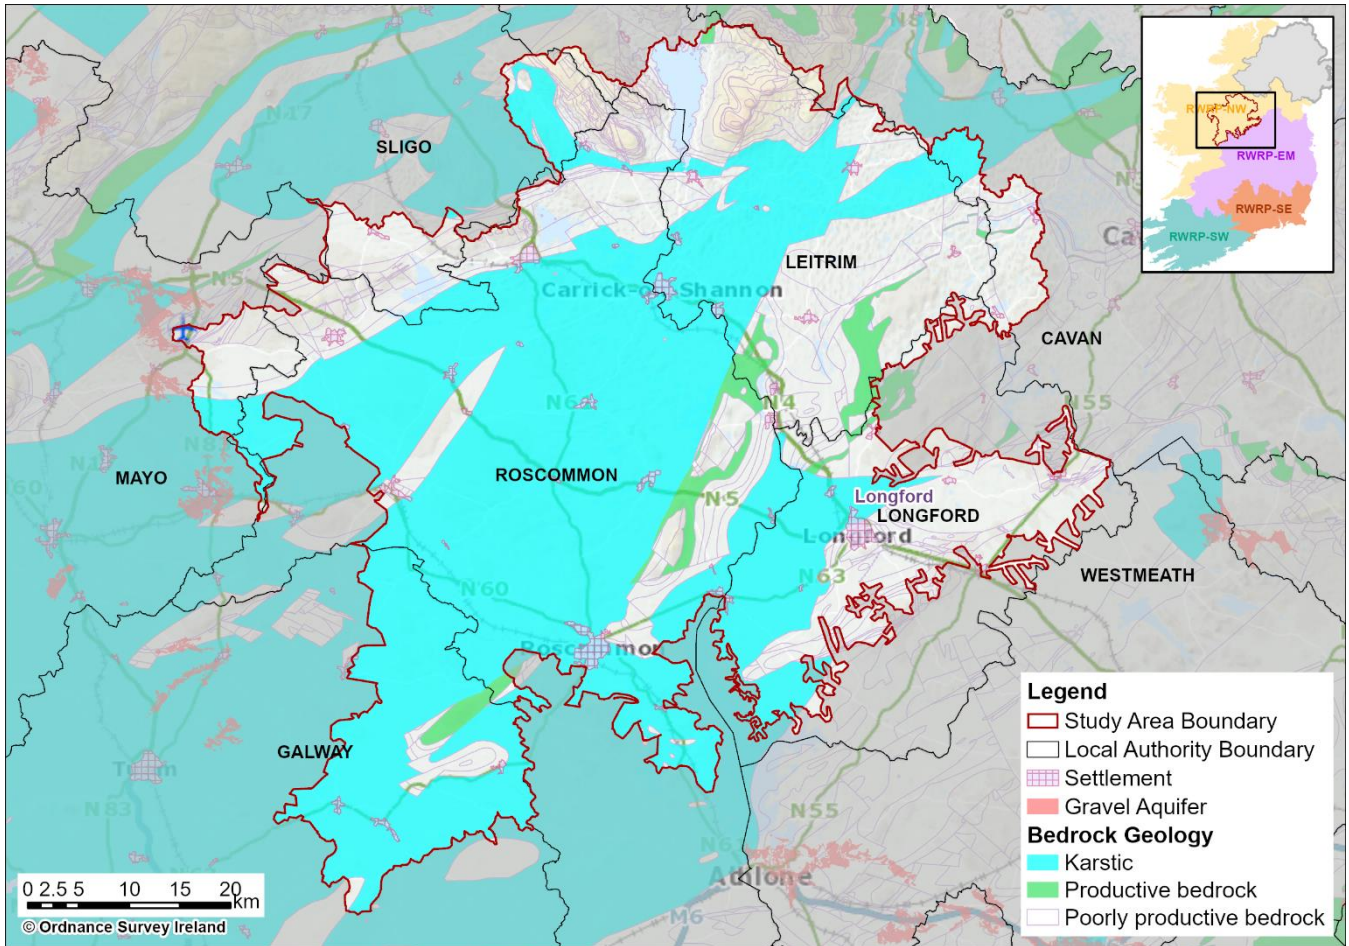 N8
N17
SLIGO
RWRP-NW
RWRP-EM
RWRP-SE
RWRP-SW
Ca
N5
LEITRIM
Carrick-on-Shannon
CAVAN
N55
N4
MAYO
ROSCOMMON
N5
Longford
LONGFORD
Longford
WESTMEATH
N60
N63
Roscommon
GALWAY
N83
N55
Athlone
M6
Legend
Study Area Boundary
Local Authority Boundary
Settlement
Gravel Aquifer
Bedrock Geology
Karstic
Productive bedrock
Poorly productive bedrock
0 2.5 5 10 15 20
km
© Ordnance Survey Ireland